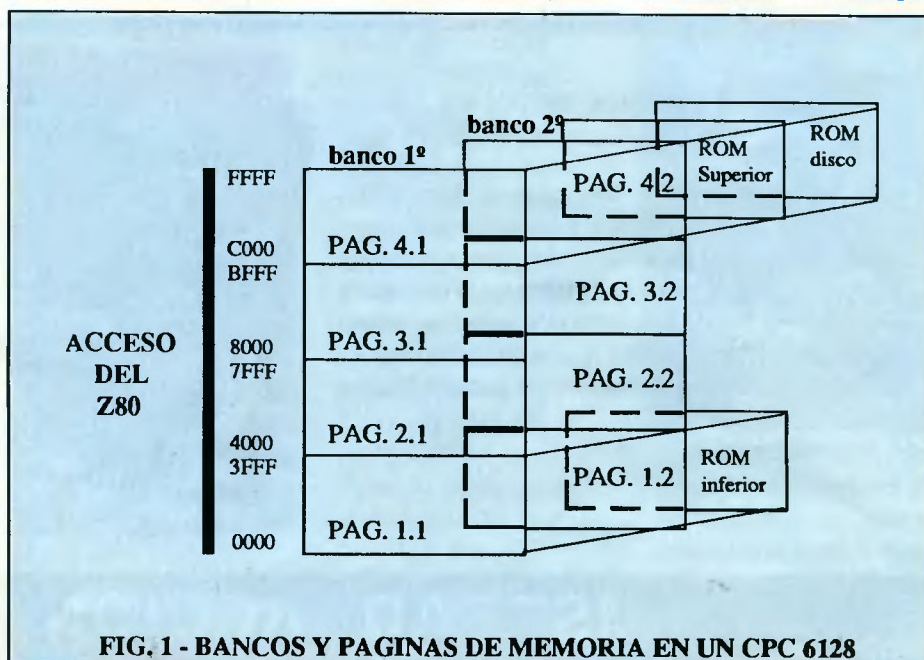 banco 1º
banco 2º
ROM
disco
ROM
Superior
FFFF
PAG. 4.1
PAG. 4.2
C000
BFFF
PAG. 3.1
PAG. 3.2
ACCESO
DEL
Z80
8000
7FFF
PAG. 2.1
PAG. 2.2
4000
3FFF
PAG. 1.1
PAG. 1.2
ROM
inferior
0000
FIG. 1 - BANCOS Y PAGINAS DE MEMORIA EN UN CPC 6128